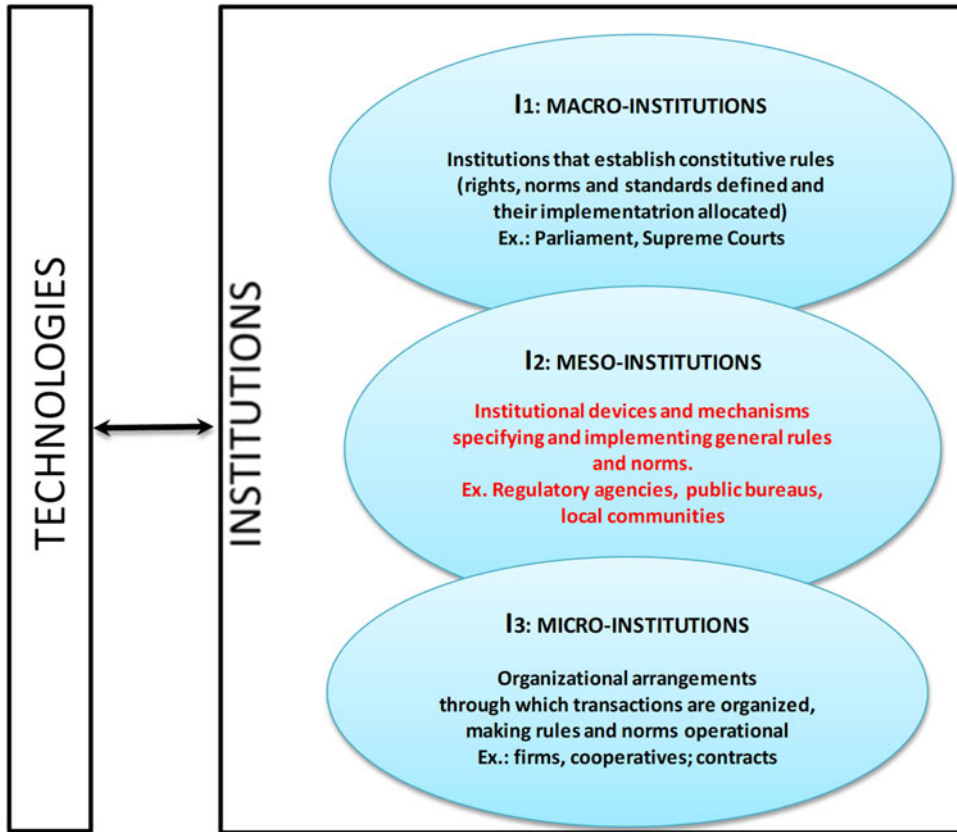 TECHNOLOGIES
INSTITUTIONS
I1: MACRO-INSTITUTIONS
Institutions that establish constitutive rules
(rights, norms and standards defined and
their implementatrion allocated)
Ex.: Parliament, Supreme Courts
I2: MESO-INSTITUTIONS
Institutional devices and mechanisms
specifying and implementing general rules
and norms.
Ex. Regulatory agencies, public bureaus,
local communities
I3: MICRO-INSTITUTIONS
Organizational arrangements
through which transactions are organized,
making rules and norms operational
Ex.: firms, cooperatives; contracts